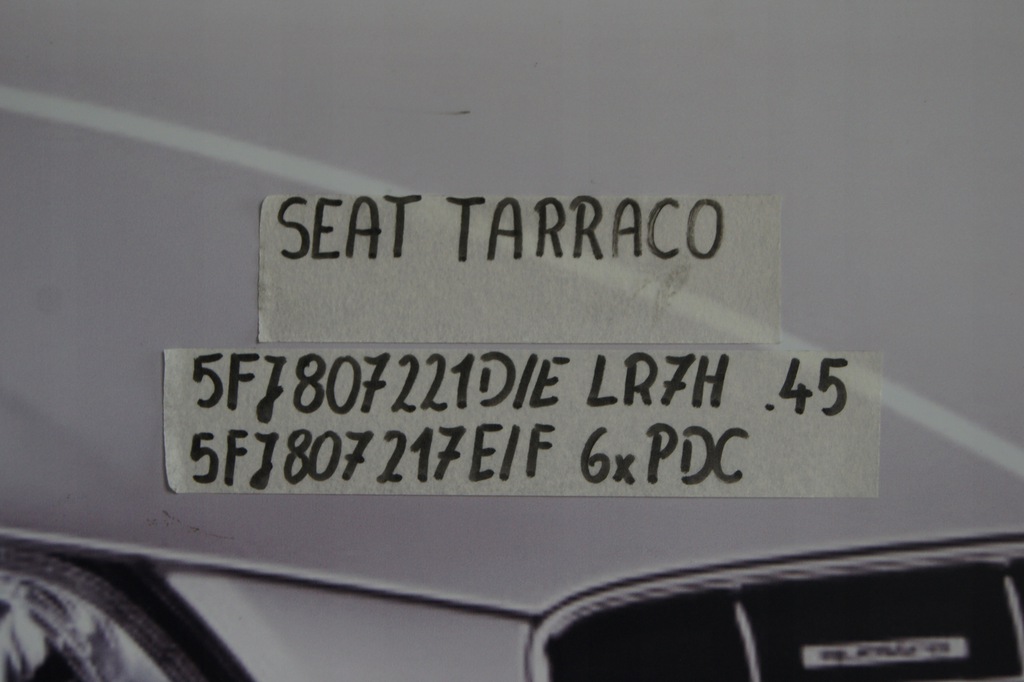 SEAT TARRACO
5FJ807221D/E LR7H .45
5FJ807217E/F 6xPDC